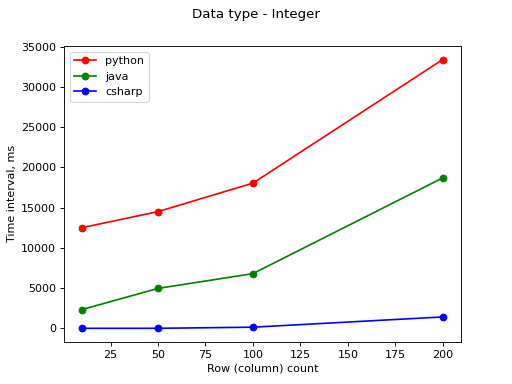 Data type - Integer
35000
30000
25000
20000
15000
10000
5000
0
Time interval, ms
python
java
csharp
25 50 75 100 125 150 175 200
Row (column) count